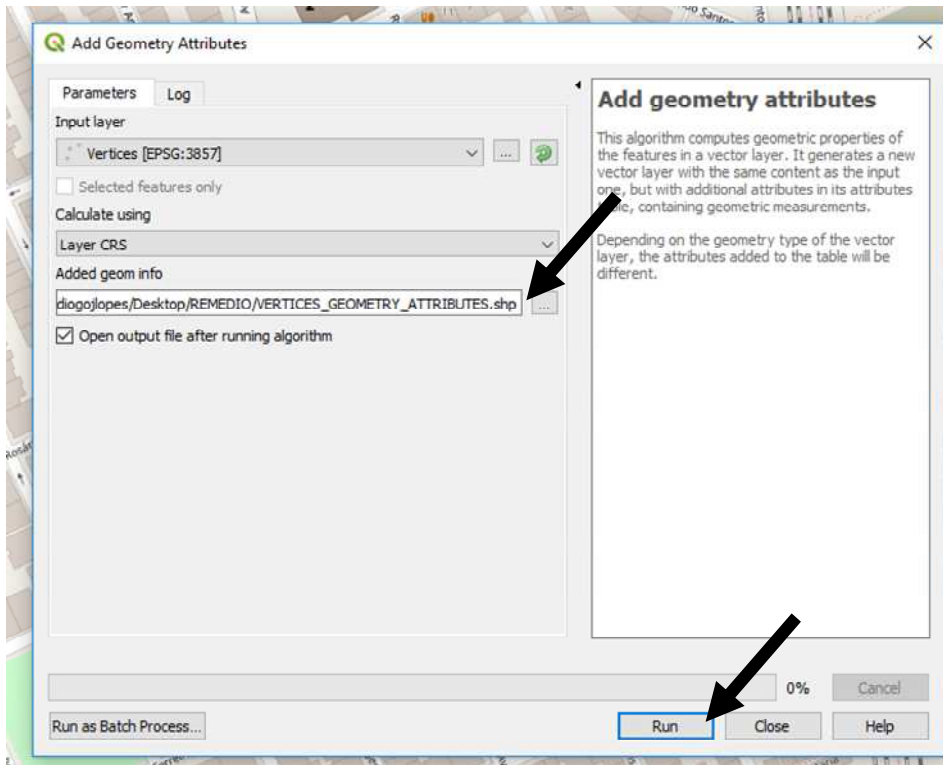 Add Geometry Attributes
Parameters
Log
Input layer
Vertices [EPSG:3857]
...
Selected features only
Calculate using
Layer CRS
Added geom info
diogojlopes/Desktop/REMEDIO/VERTICES_GEOMETRY_ATTRIBUTES.shp
...
Open output file after running algorithm
Add geometry attributes
This algorithm computes geometric properties of
the features in a vector layer. It generates a new
vector layer with the same content as the input
one, but with additional attributes in its attributes
table, containing geometric measurements.
Depending on the geometry type of the vector
layer, the attributes added to the table will be
different.
0%
Cancel
Run as Batch Process...
Run
Close
Help